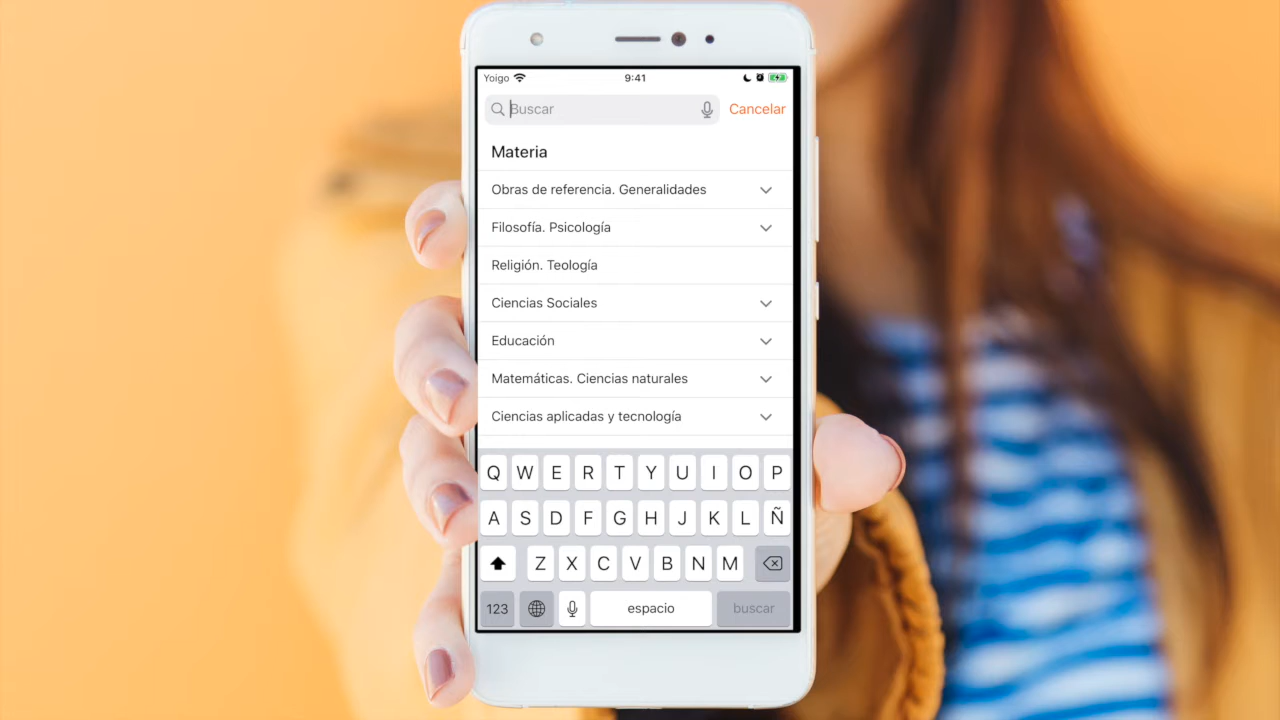 Yoigo 9:41
Buscar Cancelar
Materia
Obras de referencia. Generalidades
Filosofía. Psicología
Religión. Teología
Ciencias Sociales
Educación
Matemáticas. Ciencias naturales
Ciencias aplicadas y tecnología
Q W E R T Y U I O P
A S D F G H J K L Ñ
Z X C V B N M
123 espacio buscar